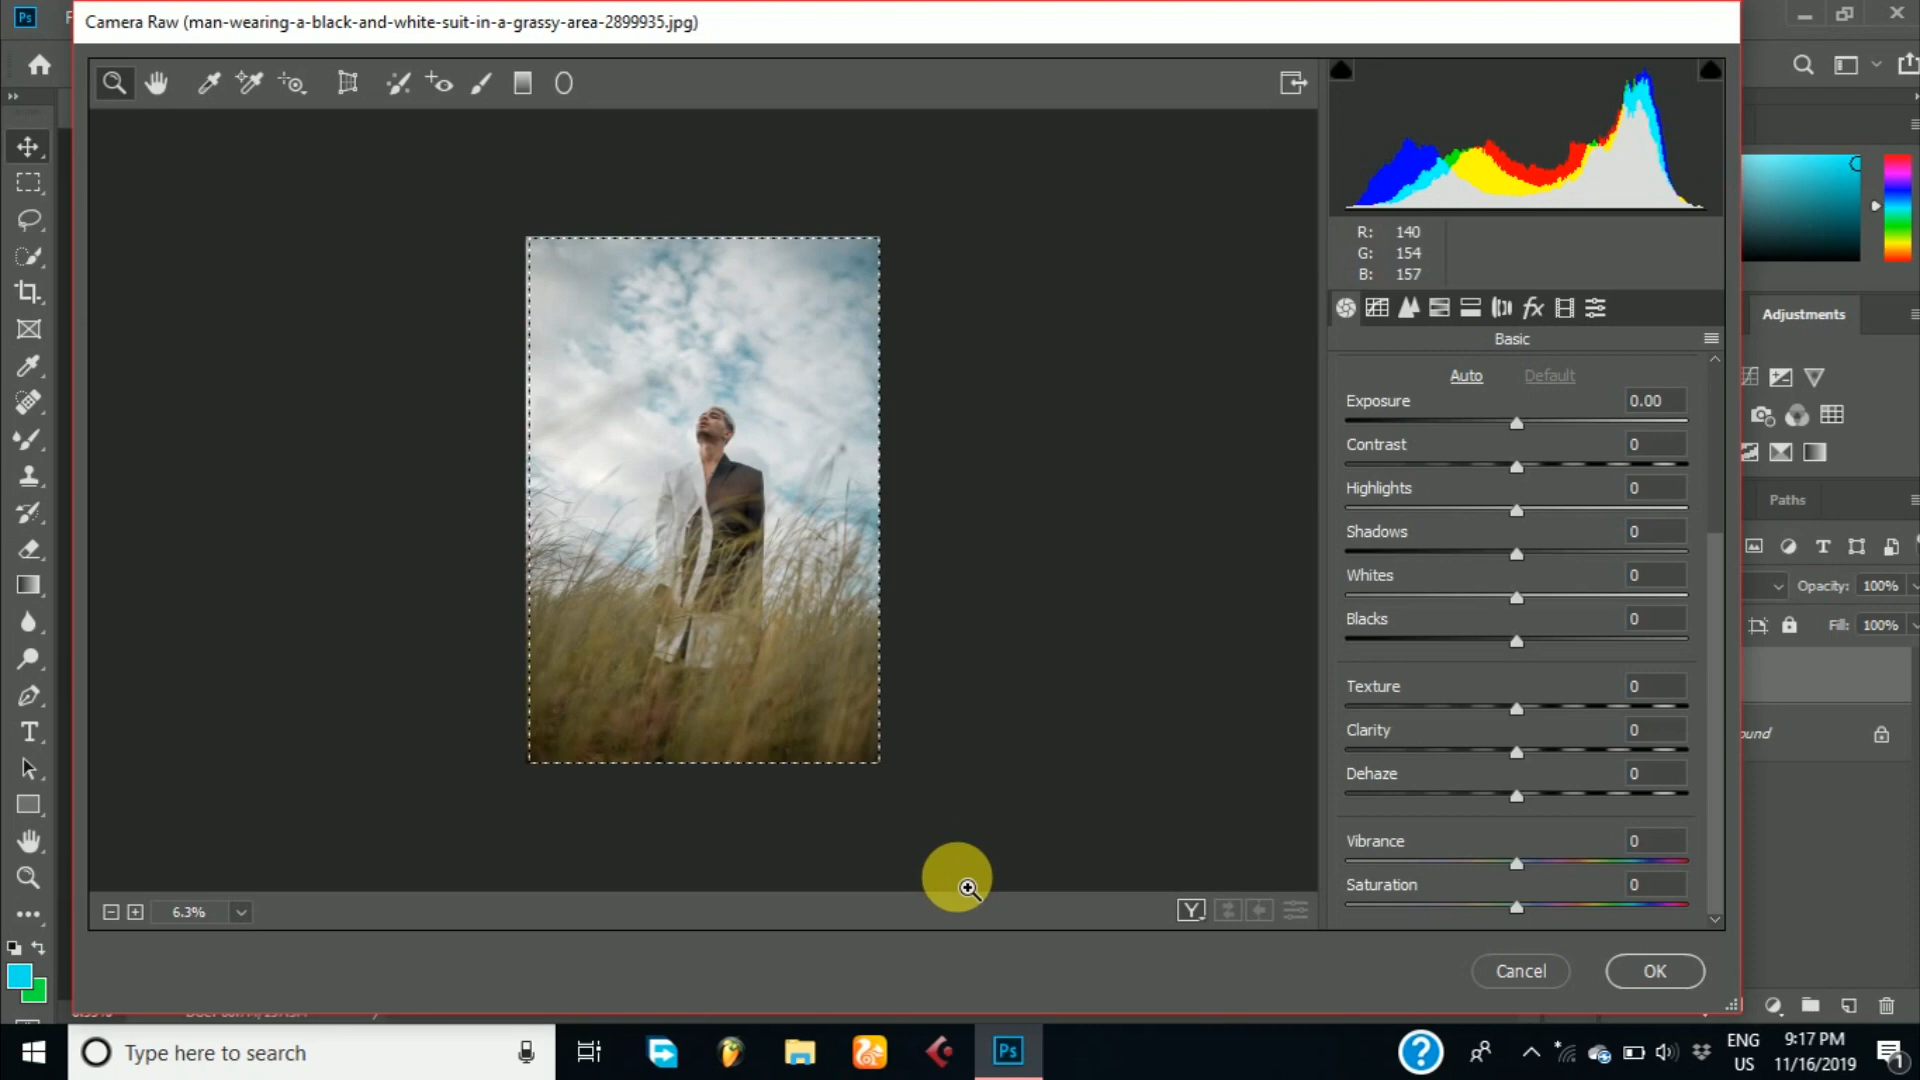 Ps
Camera Raw (man-wearing-a-black-and-white-suit-in-a-grassy-area-2899935.jpg)
R: 140
G: 154
B: 157
Basic
Auto Default
Exposure 0.00
Contrast 0
Highlights 0
Shadows 0
Whites 0
Blacks 0
Texture 0
Clarity 0
Dehaze 0
Vibrance 0
Saturation 0
Adjustments
Paths
Opacity: 100%
Fill: 100%
6.3%
Y
Cancel
OK
Type here to search
Ps
ENG
US
9:17 PM
11/16/2019
1